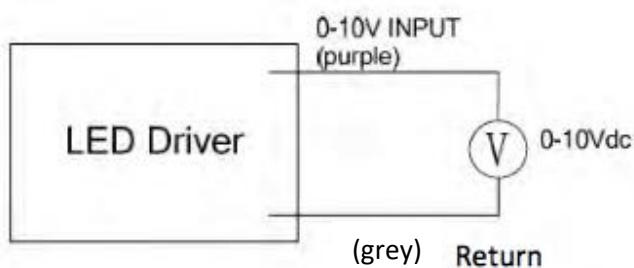 0-10V INPUT
(purple)
LED Driver
V
0-10Vdc
(grey) Return